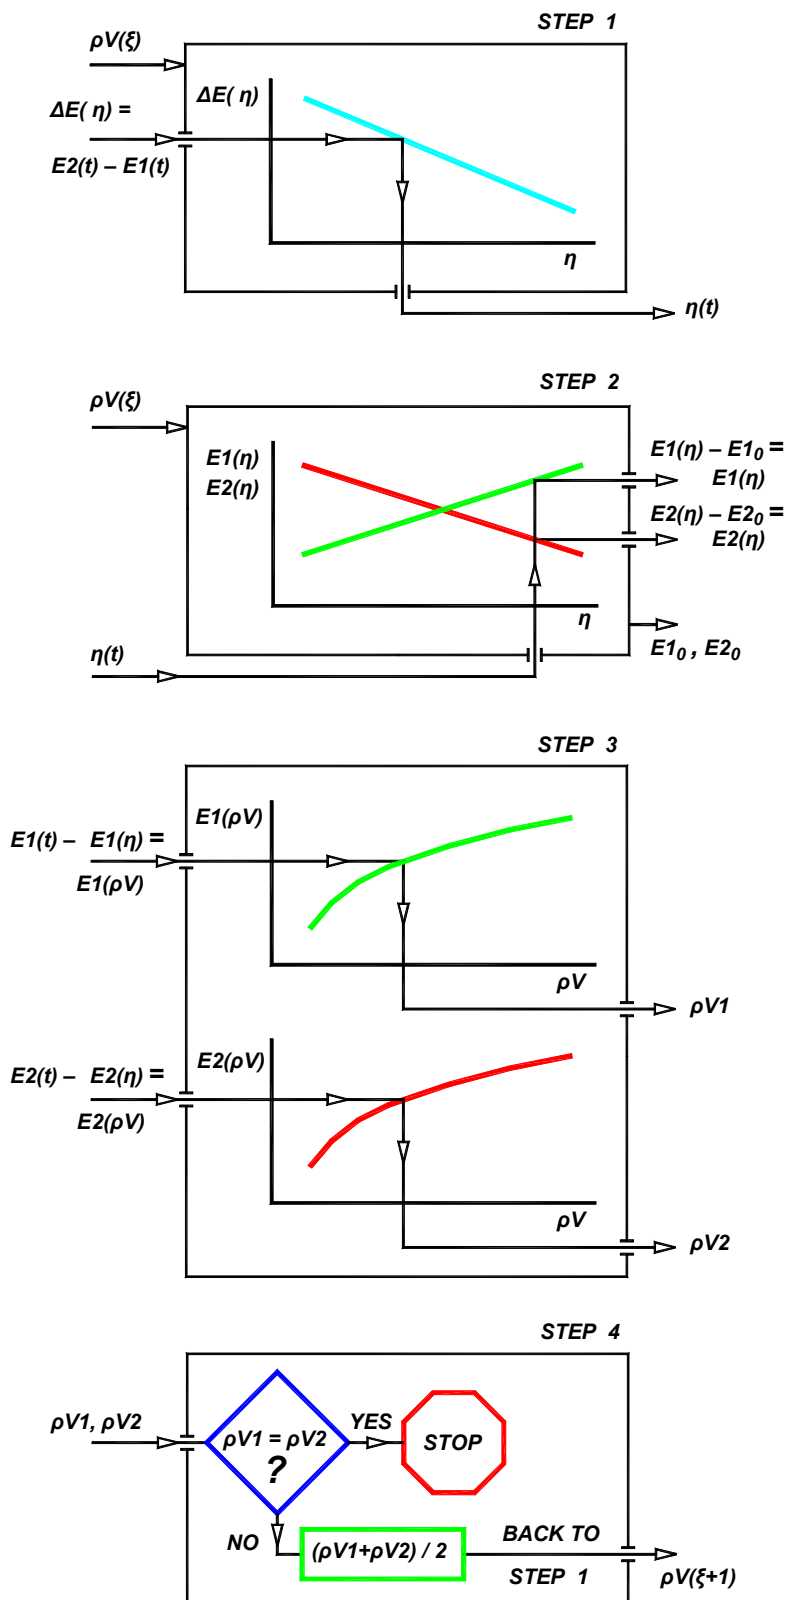 STEP 1
ρV(ξ)
ΔE( η) =
ΔE( η)
E2(t) – E1(t)
η
η(t)
STEP 2
ρV(ξ)
E1(η)
E2(η)
E1(η) – E1₀ =
E1(η)
E2(η) – E2₀ =
E2(η)
η
E1₀ , E2₀
η(t)
STEP 3
E1(ρV)
E1(t) – E1(η) =
E1(ρV)
ρV
ρV1
E2(ρV)
E2(t) – E2(η) =
E2(ρV)
ρV
ρV2
STEP 4
ρV1, ρV2
ρV1 = ρV2
?
YES
STOP
NO
(ρV1+ρV2) / 2
BACK TO
STEP 1
ρV(ξ+1)